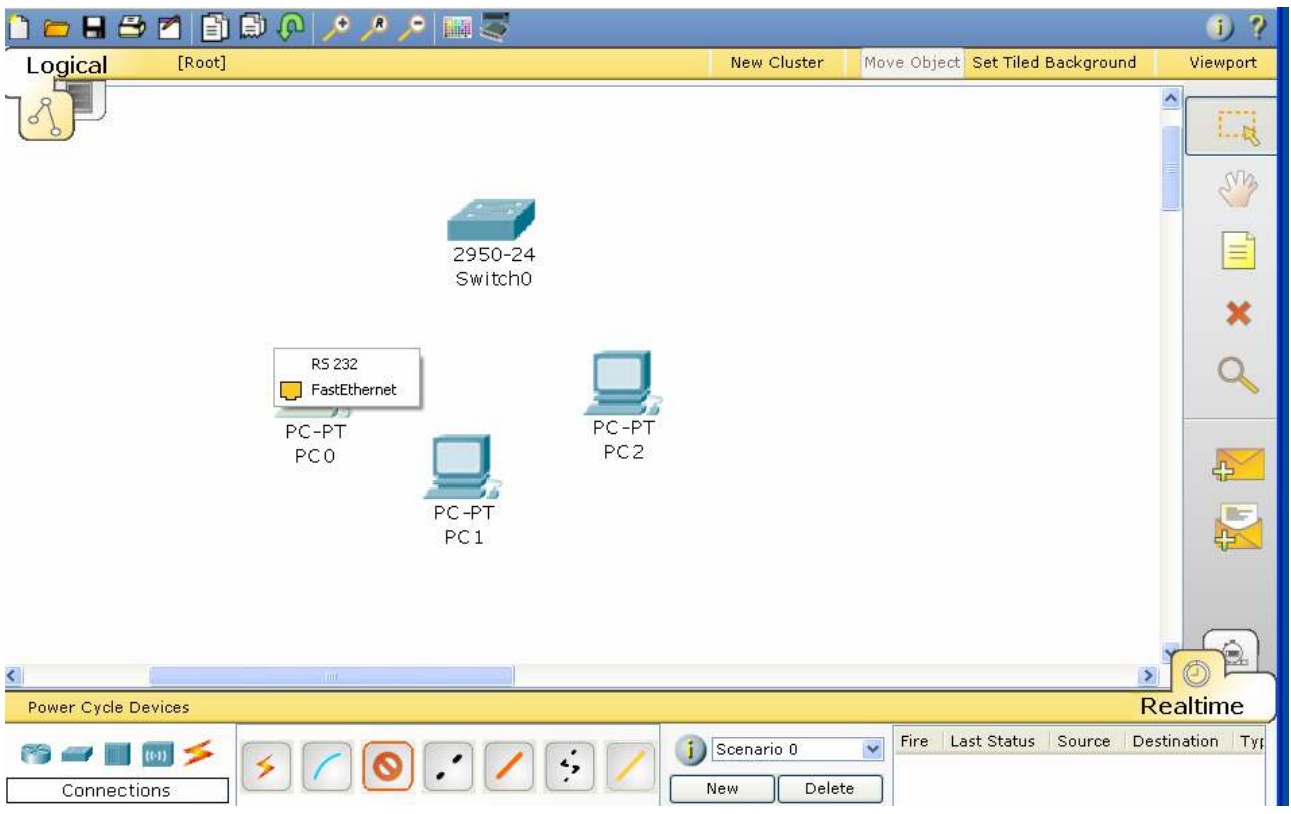 Logical [Root] New Cluster Move Object Set Tiled Background Viewport
2950-24
Switch0
RS 232
FastEthernet
PC-PT
PC0
PC-PT
PC2
PC-PT
PC1
Power Cycle Devices
Realtime
Scenario 0
Fire Last Status Source Destination Typ
Connections
New Delete